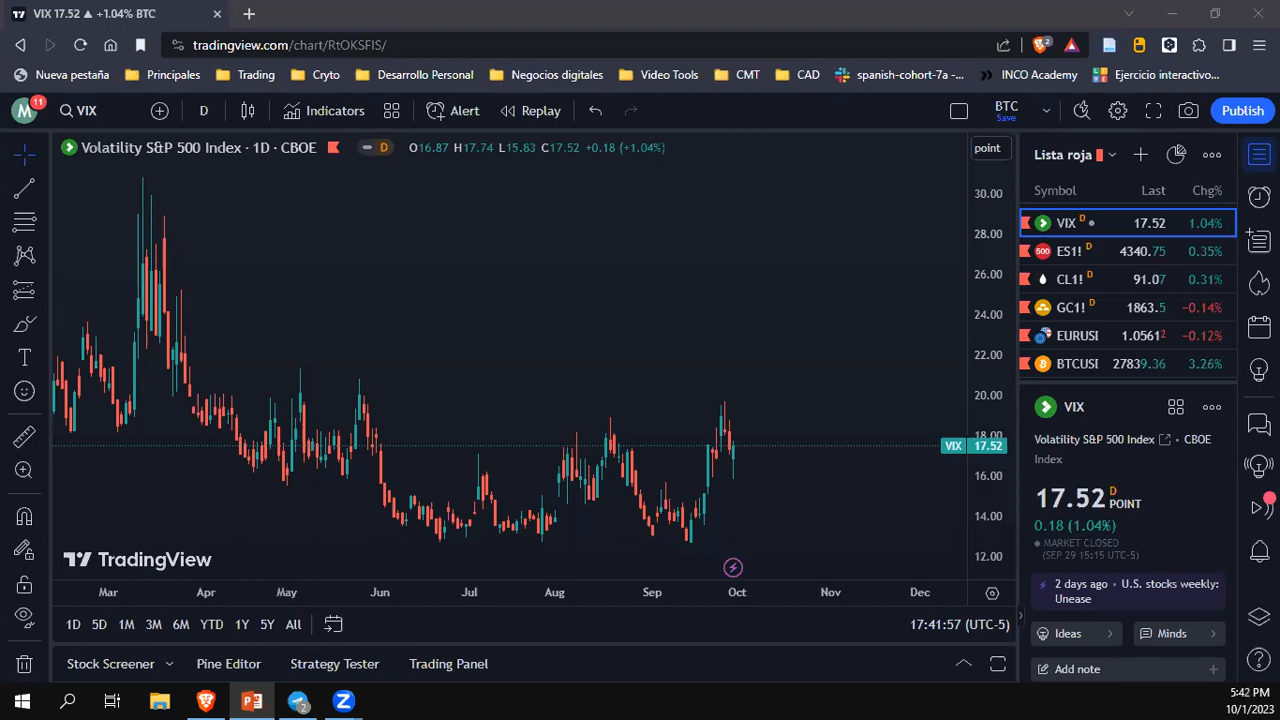 VIX 17.52 ▲ +1.04% BTC
tradingview.com/chart/RtQKSFIS/
2
Nueva pestaña Principales Trading Cryto Desarrollo Personal Negocios digitales Video Tools CMT CAD spanish-cohort-7a -... INCO Academy Ejercicio interactivo...
M 11 VIX D Indicators Alert Replay BTC Save Publish
Volatility S&P 500 Index · 1D · CBOE D O16.87 H17.74 L15.83 C17.52 +0.18 (+1.04%)
point
30.00
28.00
26.00
24.00
22.00
20.00
18.00
VIX 17.52
16.00
14.00
12.00
TradingView
Mar Apr May Jun Jul Aug Sep Oct Nov Dec
1D 5D 1M 3M 6M YTD 1Y 5Y All 17:41:57 (UTC-5)
Stock Screener Pine Editor Strategy Tester Trading Panel
Lista roja
Symbol Last Chg%
VIX D 17.52 1.04%
500 ES1! D 4340.75 0.35%
CL1! D 91.07 0.31%
GC1! D 1863.5 −0.14%
EURUSI 1.05612 −0.12%
BTCUSI 27839.36 3.26%
VIX
Volatility S&P 500 Index · CBOE
Index
17.52 D POINT
0.18 (1.04%)
MARKET CLOSED
(SEP 29 15:15 UTC-5)
2 days ago · U.S. stocks weekly:
Unease
Ideas Minds
Add note
2
5:42 PM
10/1/2023